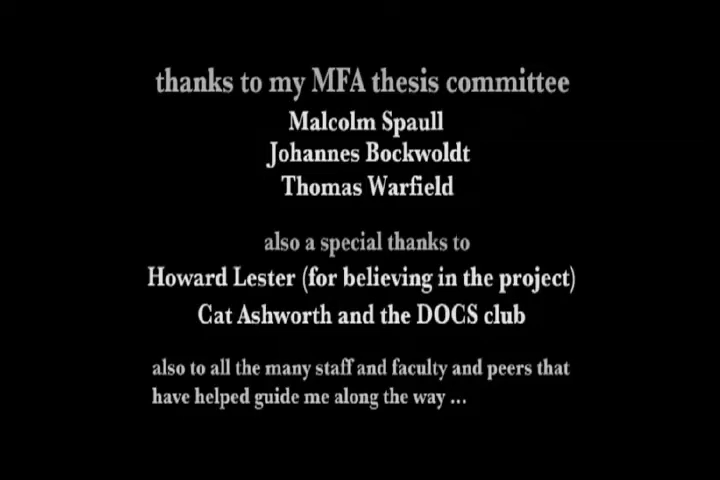 thanks to my MFA thesis committee
Malcolm Spaull
Johannes Bockwoldt
Thomas Warfield
also a special thanks to
Howard Lester (for believing in the project)
Cat Ashworth and the DOCS club
also to all the many staff and faculty and peers that
have helped guide me along the way ...